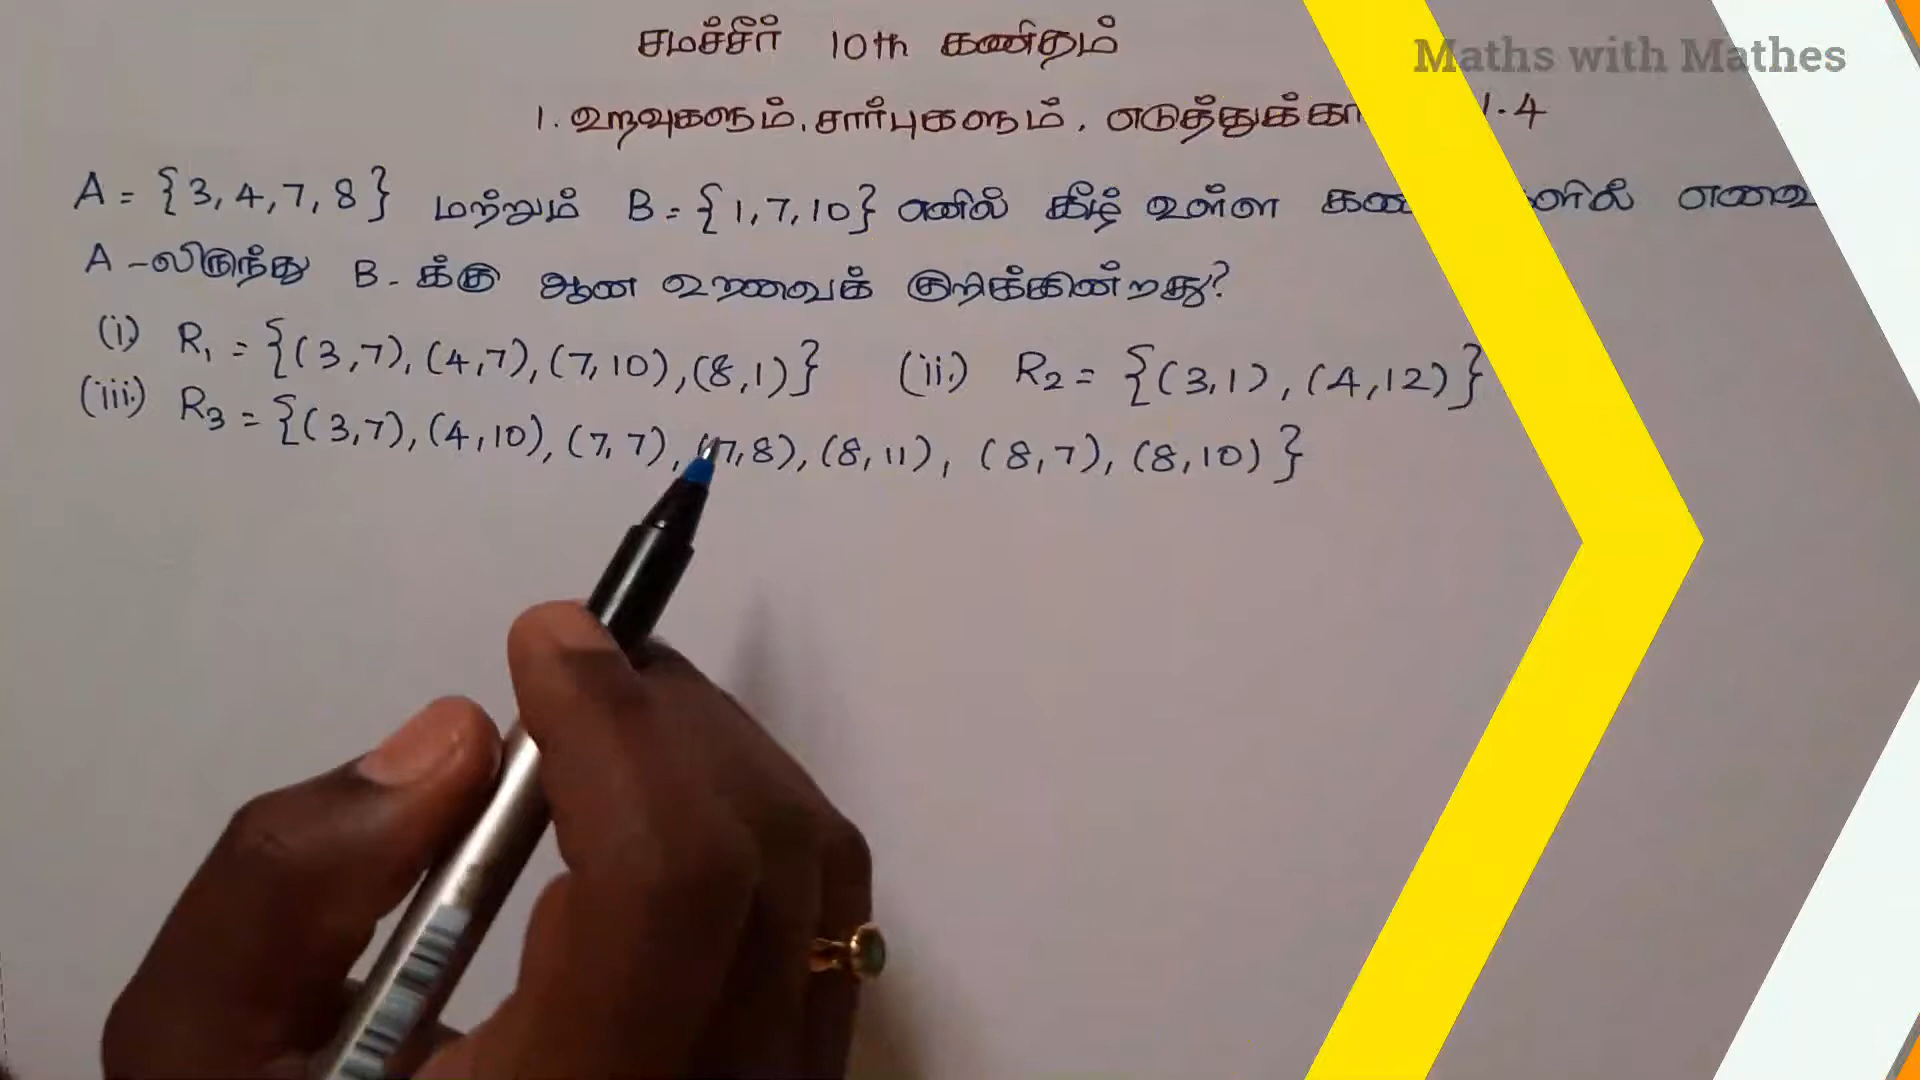 Maths with Mathes
சமச்சீர் 10th கணிதம்
1. உறவுகளும், சார்புகளும், 1.4
A = {3, 4, 7, 8} மற்றும் B = {1, 7, 10} எனில் கீழ் உள்ள
A-லிருந்து B-க்கு ஆன உறவைக் குறிக்கின்றது?
(i) R₁ = {(3,7), (4,7), (7,10), (8,1)} (ii) R₂ = {(3,1), (4,12)}
(iii) R₃ = {(3,7), (4,10), (7,7), (7,8), (8,11), (8,7), (8,10)}